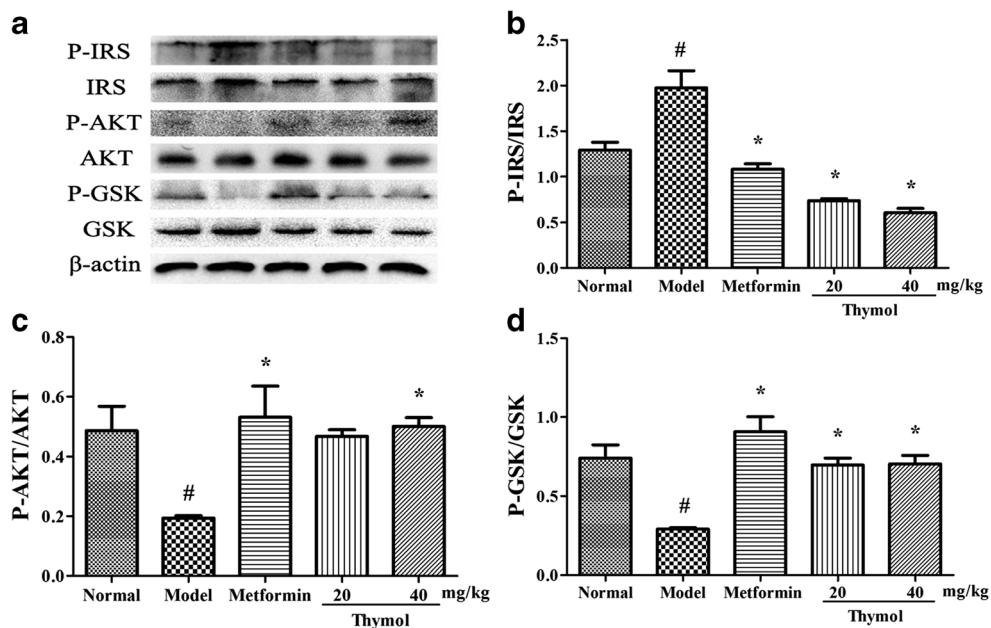 a
P-IRS
IRS
P-AKT
AKT
P-GSK
GSK
β-actin
b
P-IRS/IRS
2.5
2.0
1.5
1.0
0.5
0.0
#
*
*
*
Normal Model Metformin 20 40 mg/kg
Thymol
c
P-AKT/AKT
0.8
0.6
0.4
0.2
0.0
#
*
*
Normal Model Metformin 20 40 mg/kg
Thymol
d
P-GSK/GSK
1.5
1.0
0.5
0.0
#
*
*
*
Normal Model Metformin 20 40 mg/kg
Thymol